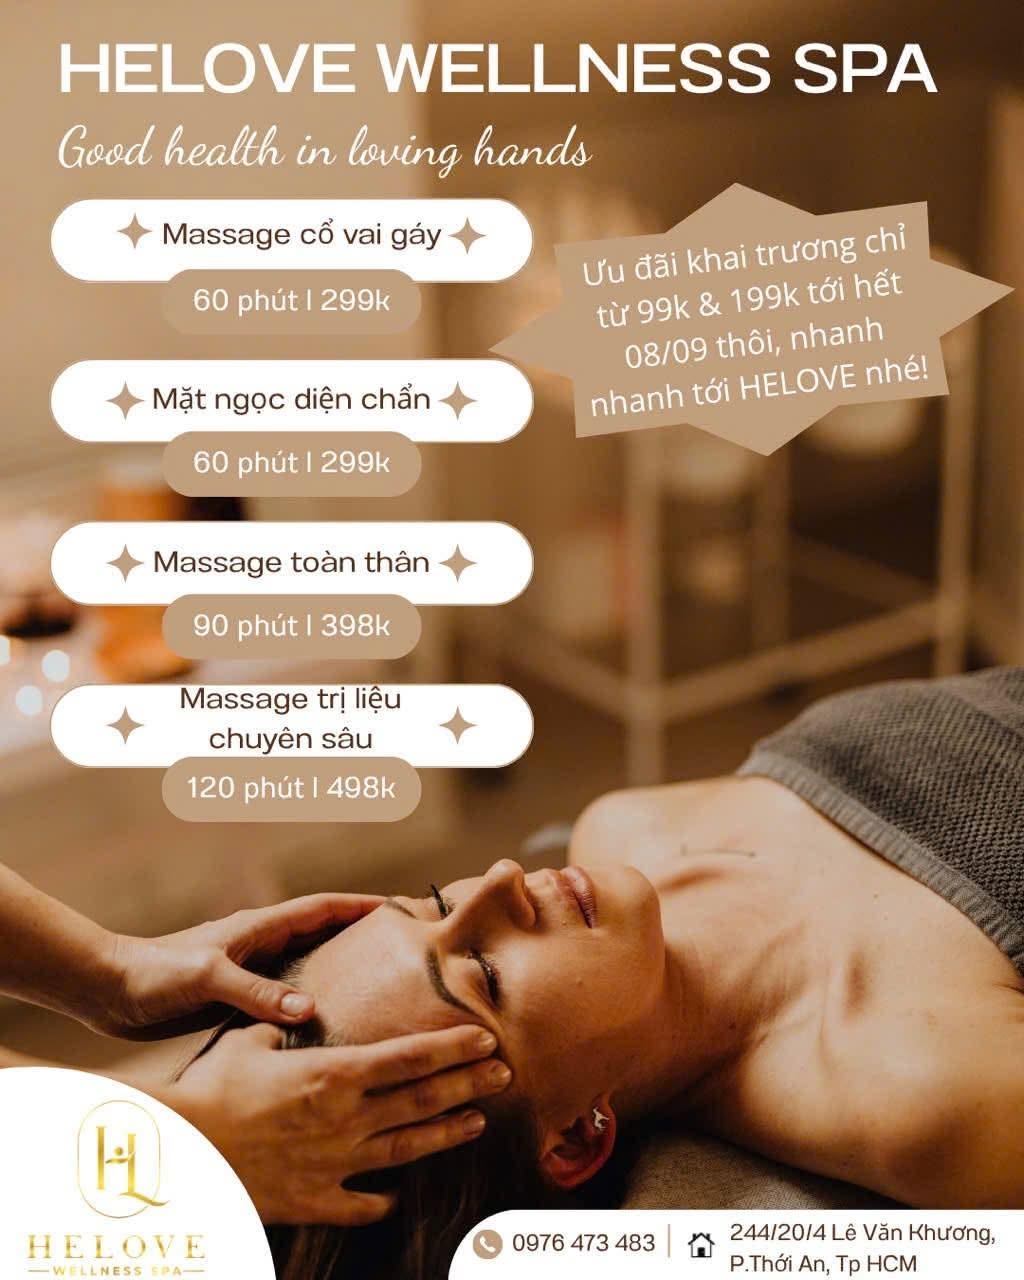 HELOVE WELLNESS SPA
Good health in loving hands
Massage cổ vai gáy
60 phút | 299k
Mặt ngọc diện chẩn
60 phút | 299k
Massage toàn thân
90 phút | 398k
Massage trị liệu
chuyên sâu
120 phút | 498k
Ưu đãi khai trương chỉ
từ 99k & 199k tới hết
08/09 thôi, nhanh
nhanh tới HELOVE nhé!
HELOVE
WELLNESS SPA
0976 473 483
244/20/4 Lê Văn Khương,
P.Thới An, Tp HCM